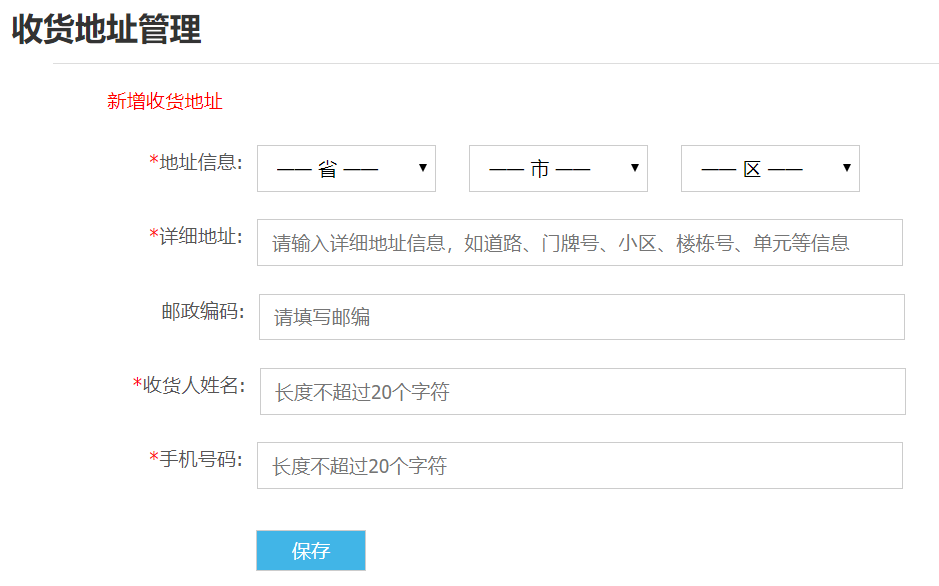 收货地址管理
新增收货地址
*地址信息: —— 省 —— —— 市 —— —— 区 ——
*详细地址: 请输入详细地址信息，如道路、门牌号、小区、楼栋号、单元等信息
邮政编码: 请填写邮编
*收货人姓名: 长度不超过20个字符
*手机号码: 长度不超过20个字符
保存